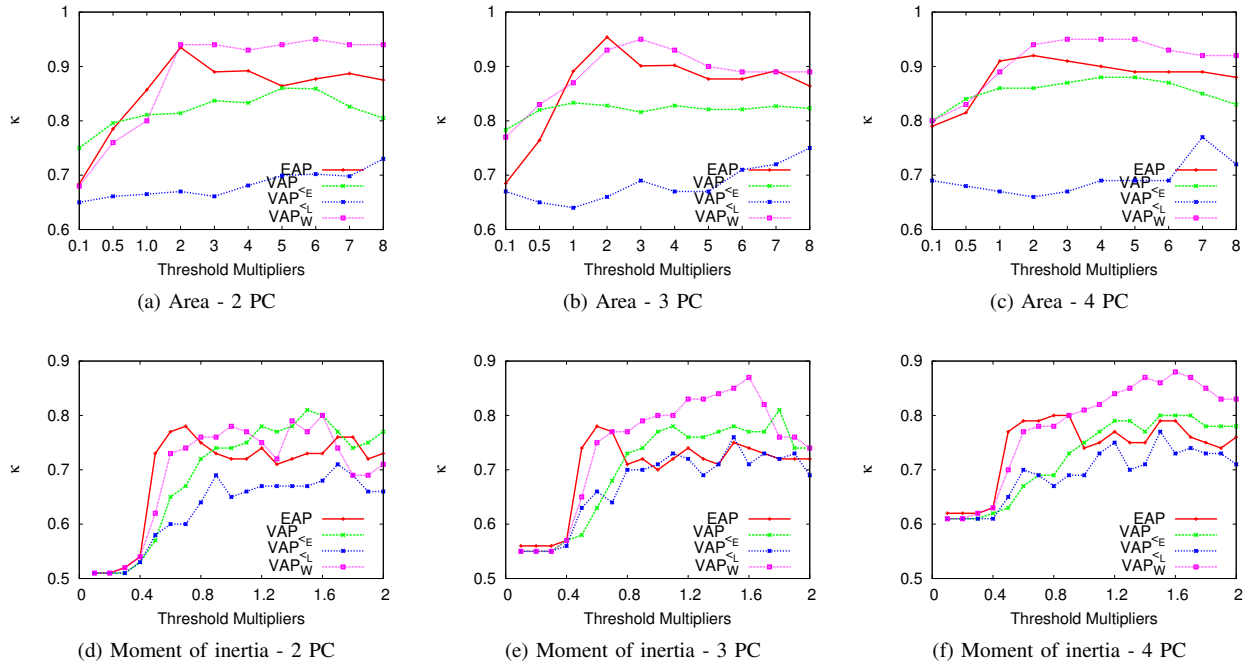 1
0.9
0.8
0.7
0.6
κ
EAP
VAP<E
VAP<L
VAPW
0.1 0.5 1.0 2 3 4 5 6 7 8
Threshold Multipliers
(a) Area - 2 PC
1
0.9
0.8
0.7
0.6
κ
EAP
VAP<E
VAP<L
VAPW
0.1 0.5 1 2 3 4 5 6 7 8
Threshold Multipliers
(b) Area - 3 PC
1
0.9
0.8
0.7
0.6
κ
EAP
VAP<E
VAP<L
VAPW
0.1 0.5 1 2 3 4 5 6 7 8
Threshold Multipliers
(c) Area - 4 PC
0.9
0.8
0.7
0.6
0.5
κ
EAP
VAP<E
VAP<L
VAPW
0 0.4 0.8 1.2 1.6 2
Threshold Multipliers
(d) Moment of inertia - 2 PC
0.9
0.8
0.7
0.6
0.5
κ
EAP
VAP<E
VAP<L
VAPW
0 0.4 0.8 1.2 1.6 2
Threshold Multipliers
(e) Moment of inertia - 3 PC
0.9
0.8
0.7
0.6
0.5
κ
EAP
VAP<E
VAP<L
VAPW
0 0.4 0.8 1.2 1.6 2
Threshold Multipliers
(f) Moment of inertia - 4 PC